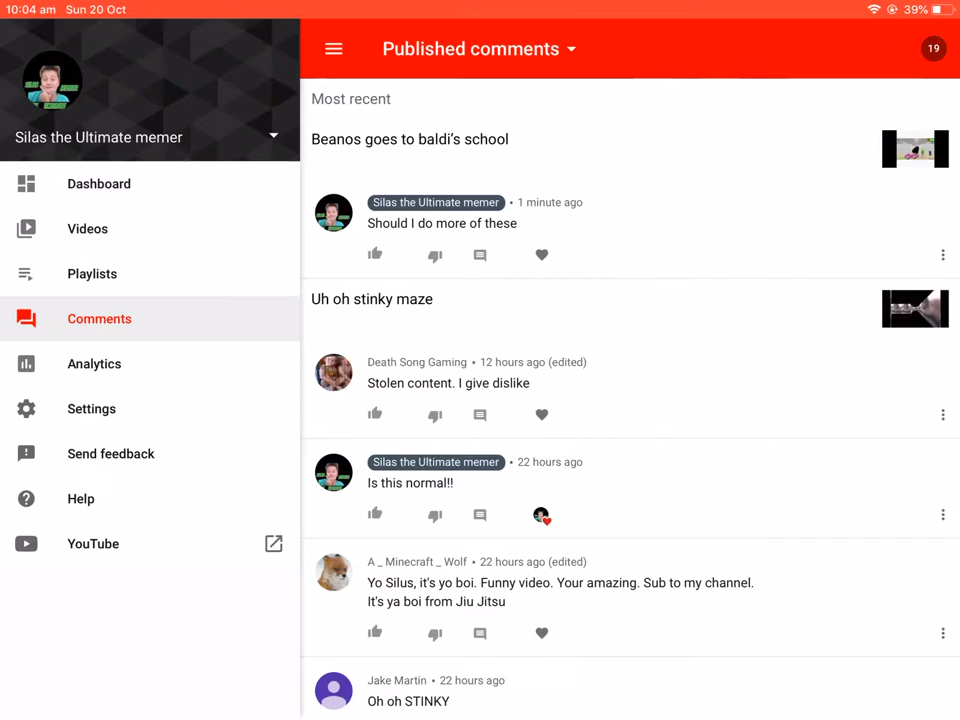 10:04 am Sun 20 Oct 39%
Silas the Ultimate memer
Dashboard
Videos
Playlists
Comments
Analytics
Settings
Send feedback
Help
YouTube
Published comments 19
Most recent
Beanos goes to baldi's school
Silas the Ultimate memer • 1 minute ago
Should I do more of these
Uh oh stinky maze
Death Song Gaming • 12 hours ago (edited)
Stolen content. I give dislike
Silas the Ultimate memer • 22 hours ago
Is this normal!!
A _ Minecraft _ Wolf • 22 hours ago (edited)
Yo Silus, it's yo boi. Funny video. Your amazing. Sub to my channel.
It's ya boi from Jiu Jitsu
Jake Martin • 22 hours ago
Oh oh STINKY